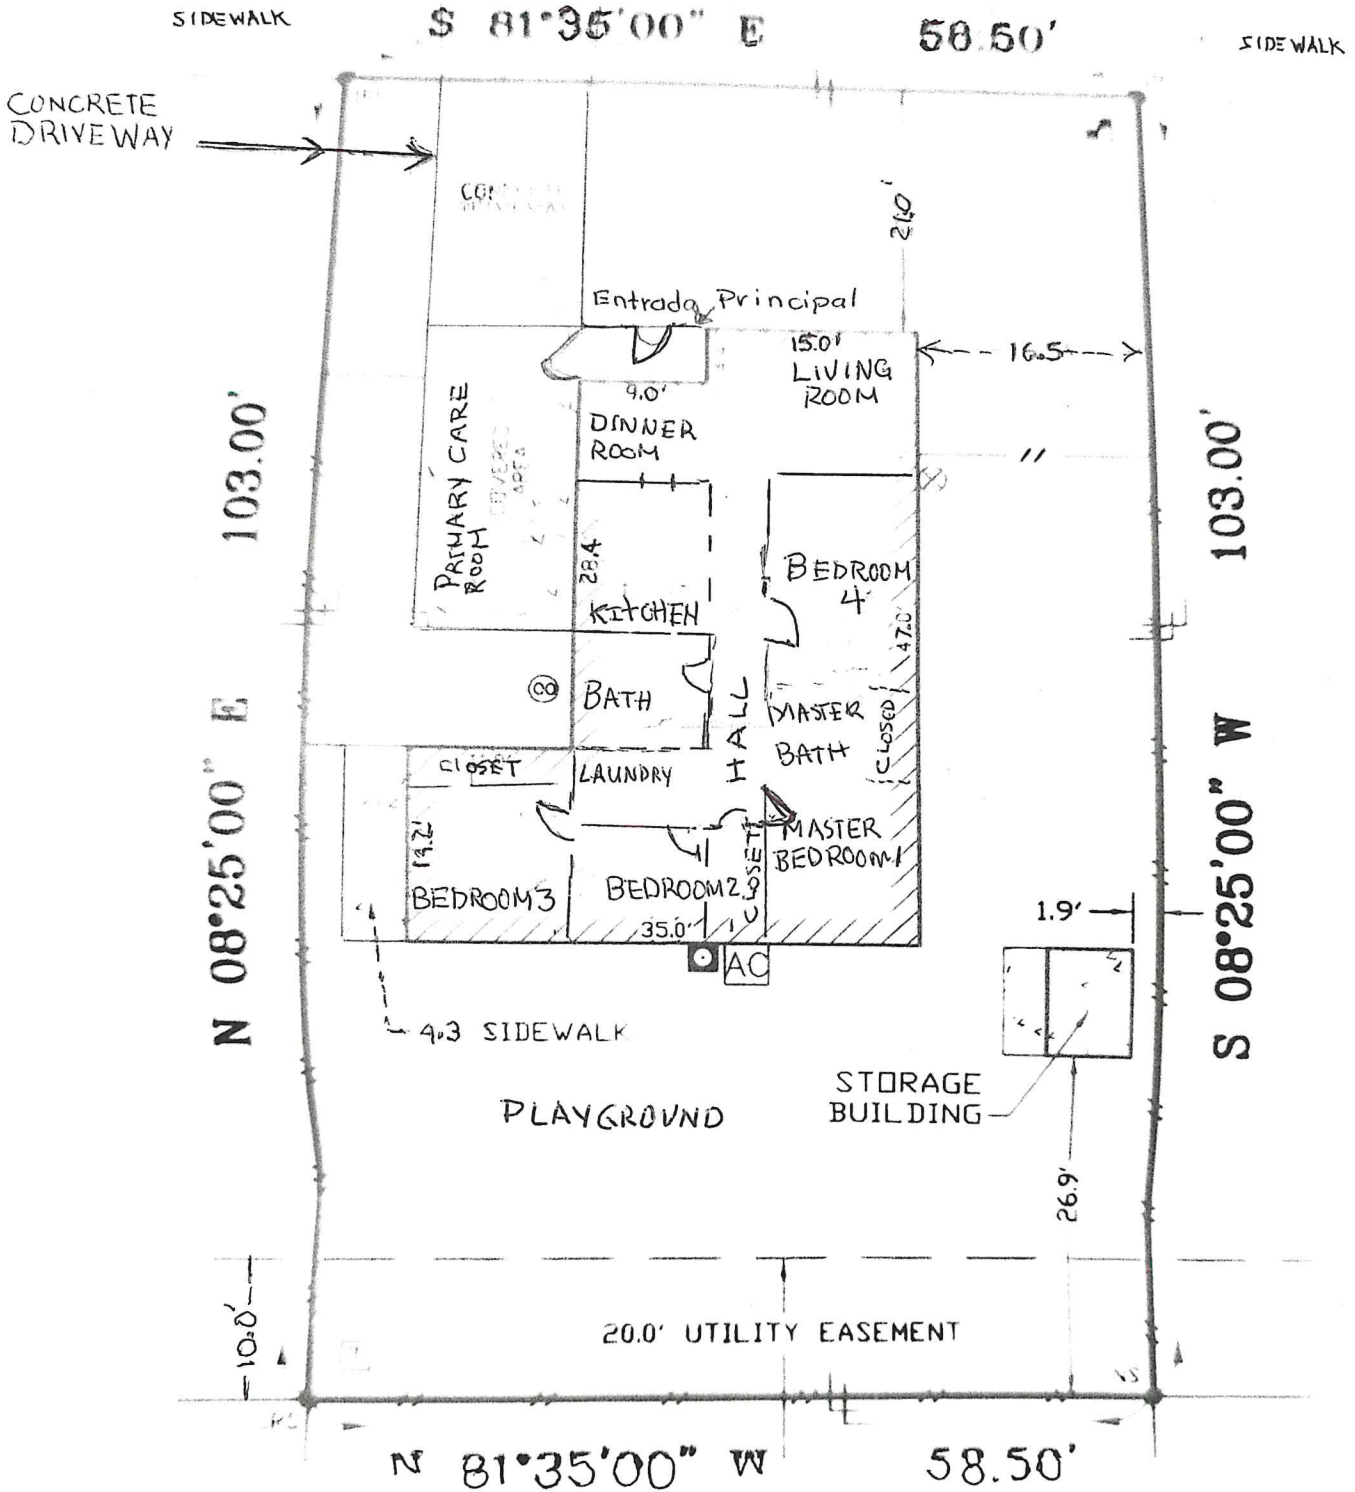 SIDEWALK
S 81°35'00" E
58.50'
SIDEWALK
CONCRETE
DRIVEWAY
21.0'
Entrada Principal
15.0'
LIVING
ROOM
16.5
9.0'
DINNER
ROOM
PRIMARY CARE
ROOM
COVERED
AREA
103.00'
103.00'
28.4
BEDROOM
4
KITCHEN
47.0'
BATH
HALL
MASTER
BATH
CLOSED
CLOSET
LAUNDRY
N 08°25'00" E
S 08°25'00" W
19.2'
MASTER
BEDROOM 1
CLOSET
BEDROOM 3
BEDROOM 2
35.0'
1.9'
AC
4.3 SIDEWALK
STORAGE
BUILDING
PLAYGROUND
26.9'
10.0'
20.0' UTILITY EASEMENT
N 81°35'00" W
58.50'